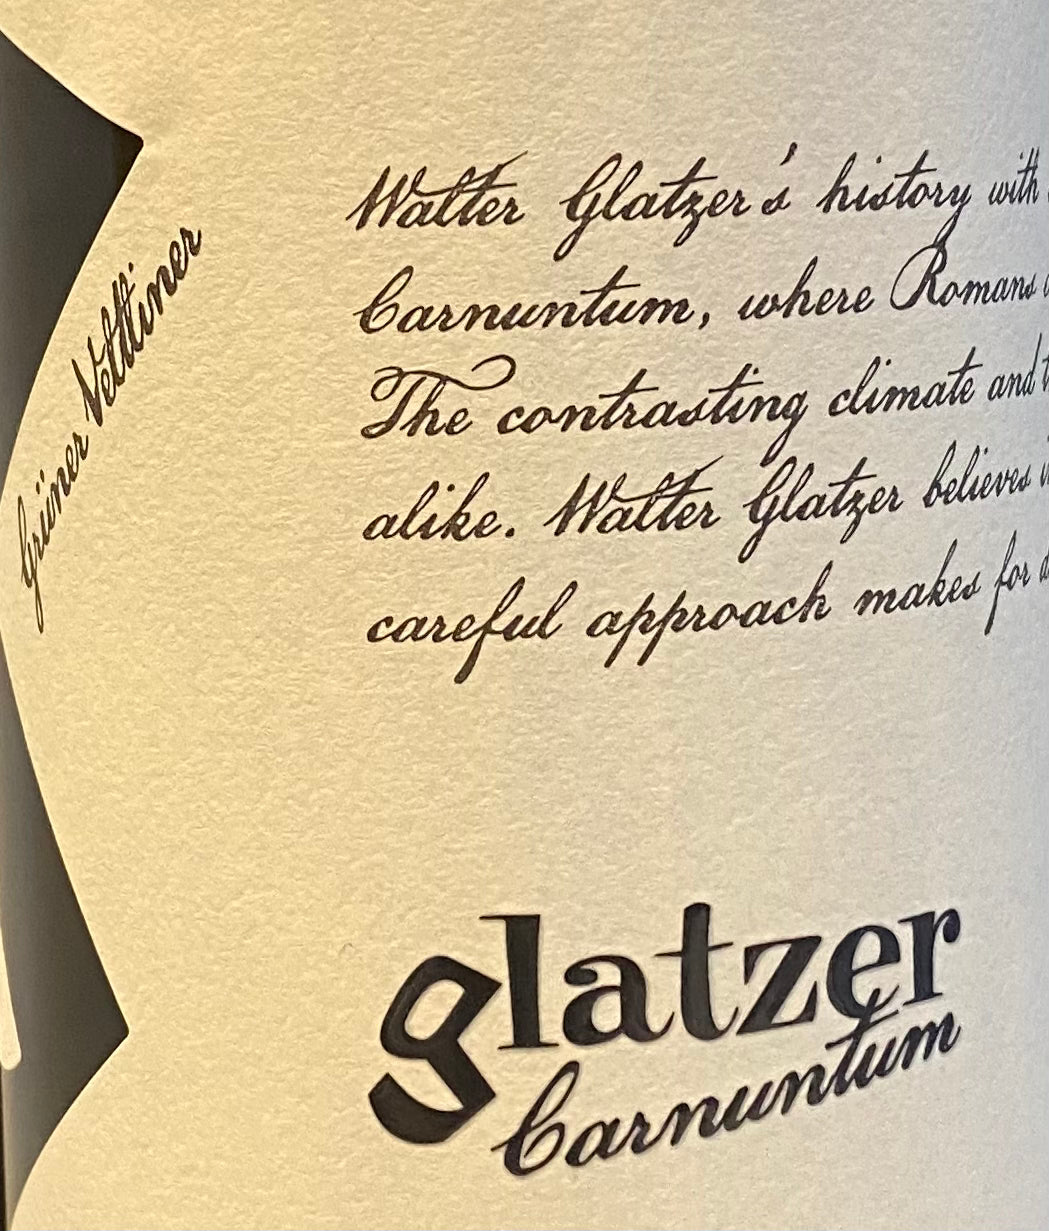 Grüner Veltliner
Walter Glatzer's history with
Carnuntum, where Romans
The contrasting climate and
alike. Walter Glatzer believes
careful approach makes for
glatzer
Carnuntum